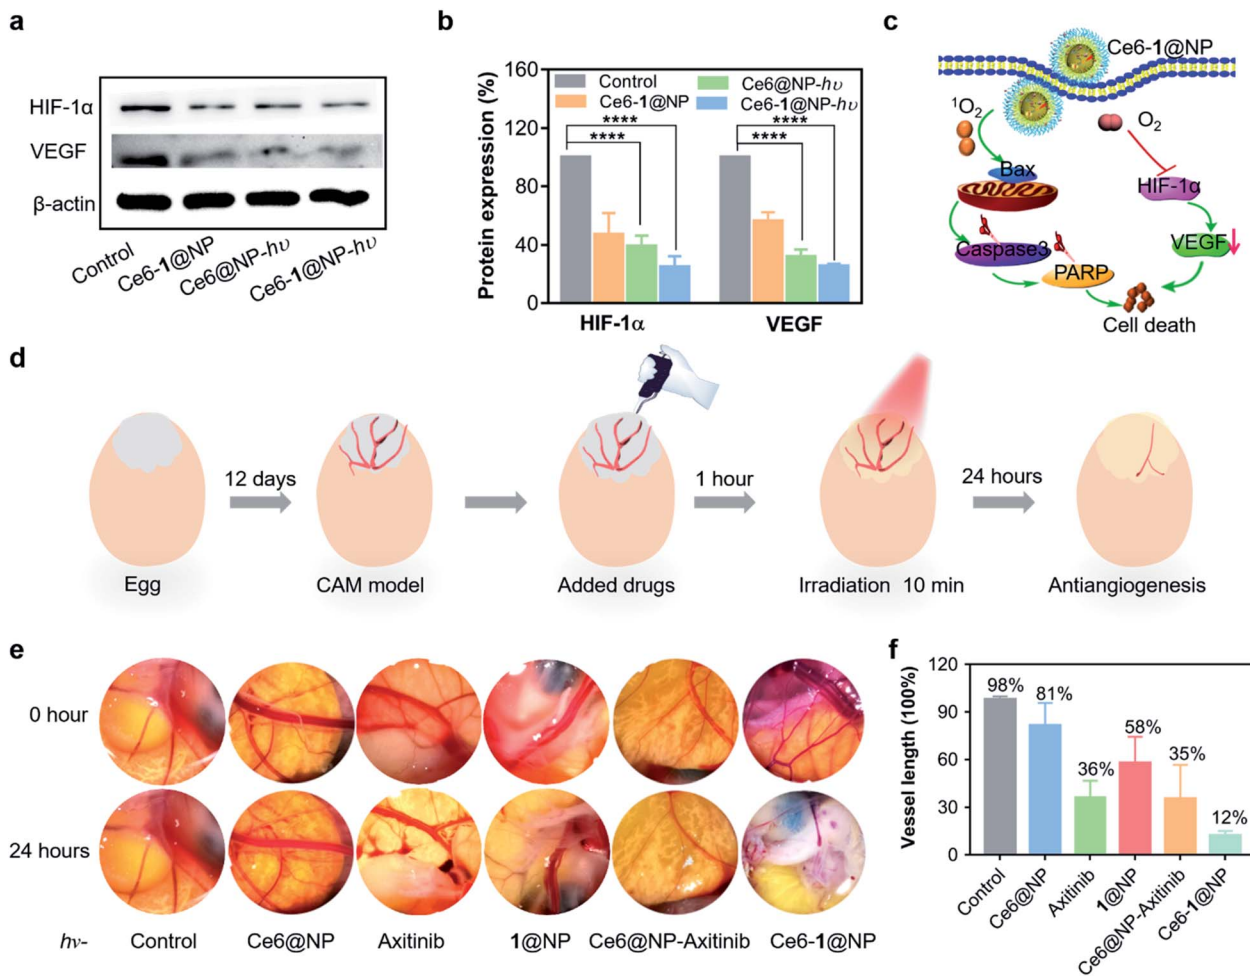 a
HIF-1α
VEGF
β-actin
Control
Ce6-1@NP
Ce6@NP-hυ
Ce6-1@NP-hυ
b
Protein expression (%)
160
120
80
40
0
Control
Ce6-1@NP
Ce6@NP-hυ
Ce6-1@NP-hυ
****
****
****
****
HIF-1α
VEGF
c
Ce6-1@NP
¹O₂
O₂
Bax
HIF-1α
Caspase3
VEGF
PARP
Cell death
d
12 days
1 hour
24 hours
Egg
CAM model
Added drugs
Irradiation 10 min
Antiangiogenesis
e
0 hour
24 hours
hν-
Control
Ce6@NP
Axitinib
1@NP
Ce6@NP-Axitinib
Ce6-1@NP
f
Vessel length (100%)
120
90
60
30
0
98%
81%
36%
58%
35%
12%
Control
Ce6@NP
Axitinib
1@NP
Ce6@NP-Axitinib
Ce6-1@NP